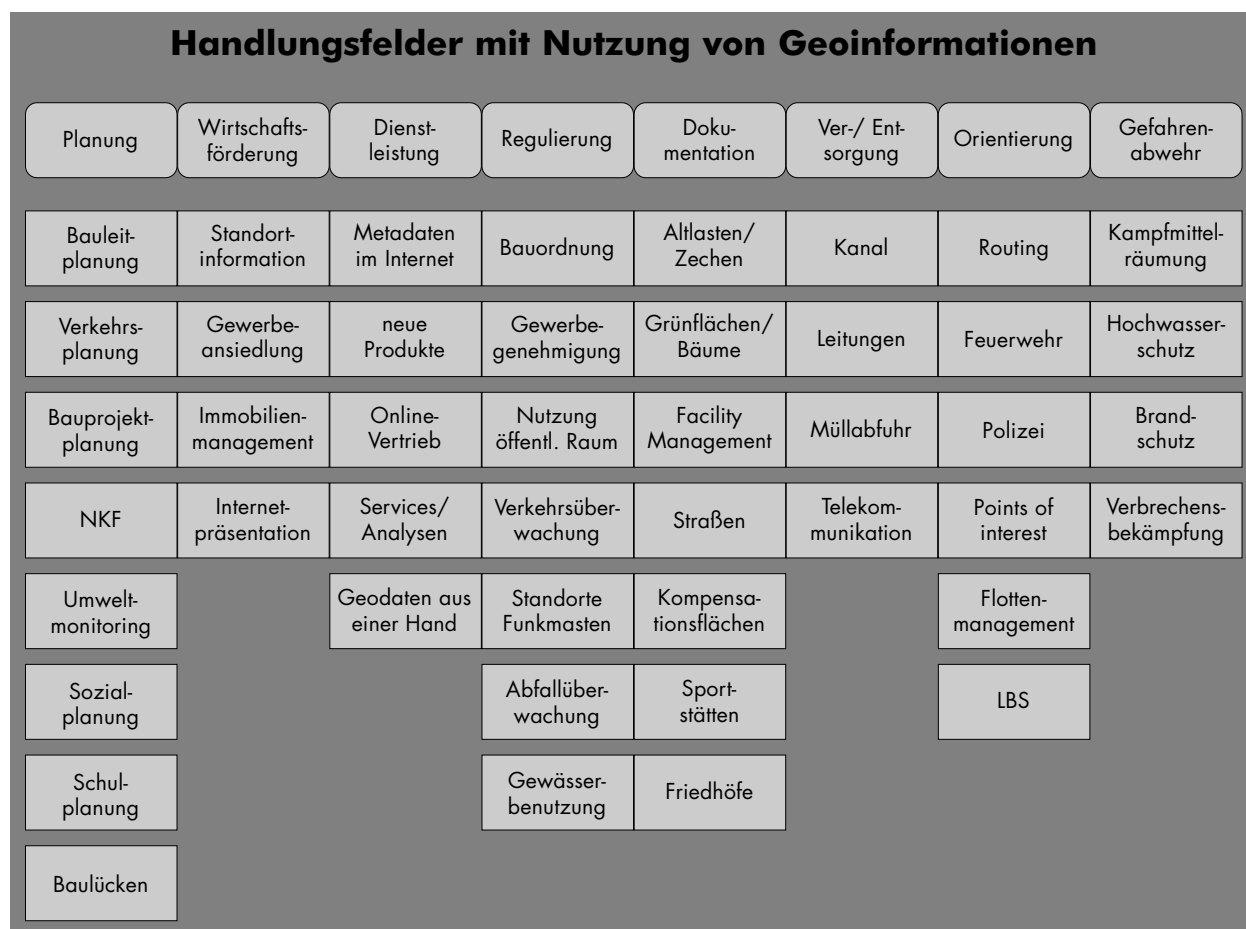 Handlungsfelder mit Nutzung von Geoinformationen
Planung
Wirtschafts-
förderung
Dienst-
leistung
Regulierung
Doku-
mentation
Ver-/ Ent-
sorgung
Orientierung
Gefahren-
abwehr
Bauleit-
planung
Standort-
information
Metadaten
im Internet
Bauordnung
Altlasten/
Zechen
Kanal
Routing
Kampfmittel-
räumung
Verkehrs-
planung
Gewerbe-
ansiedlung
neue
Produkte
Gewerbe-
genehmigung
Grünflächen/
Bäume
Leitungen
Feuerwehr
Hochwasser-
schutz
Bauprojekt-
planung
Immobilien-
management
Online-
Vertrieb
Nutzung
öffentl. Raum
Facility
Management
Müllabfuhr
Polizei
Brand-
schutz
NKF
Internet-
präsentation
Services/
Analysen
Verkehrsüber-
wachung
Straßen
Telekom-
munikation
Points of
interest
Verbrechens-
bekämpfung
Umwelt-
monitoring
Geodaten aus
einer Hand
Standorte
Funkmasten
Kompensa-
tionsflächen
Flotten-
management
Sozial-
planung
Abfallüber-
wachung
Sport-
stätten
LBS
Schul-
planung
Gewässer-
benutzung
Friedhöfe
Baulücken